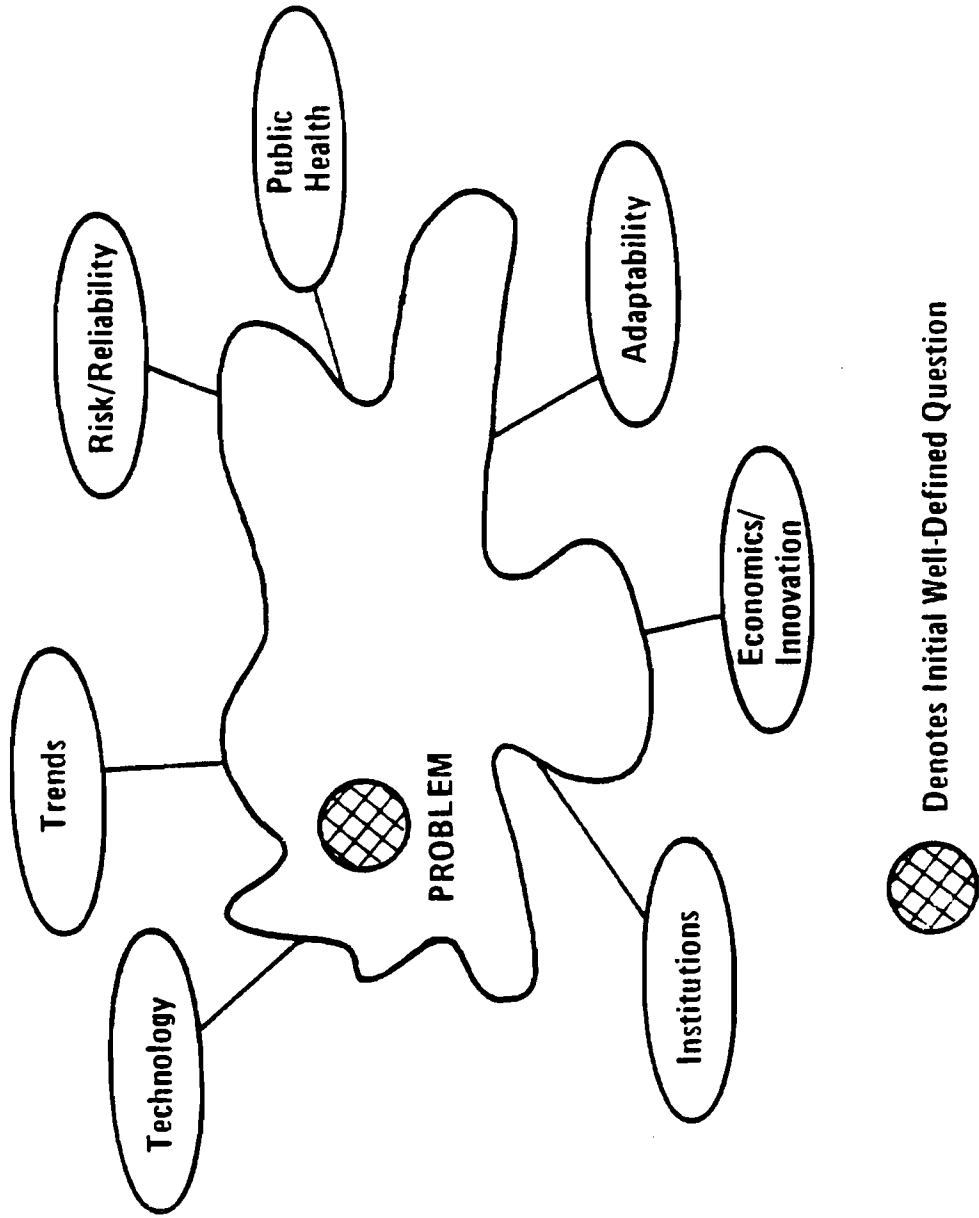 Trends
Risk/Reliability
Technology
Public
Health
PROBLEM
Institutions
Adaptability
Economics/
Innovation
Denotes Initial Well-Defined Question